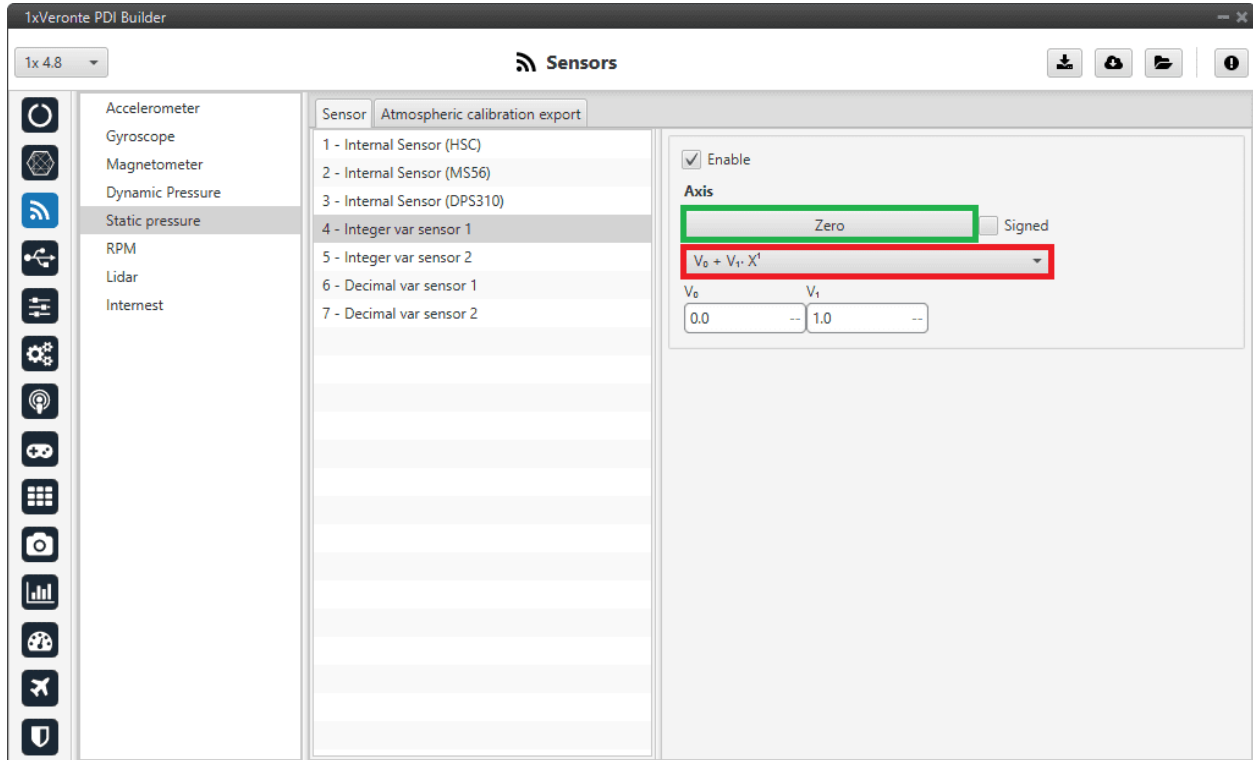 1xVeronte PDI Builder
1x 4.8
Sensors
Accelerometer
Gyroscope
Magnetometer
Dynamic Pressure
Static pressure
RPM
Lidar
Internest
Sensor
Atmospheric calibration export
1 - Internal Sensor (HSC)
2 - Internal Sensor (MS56)
3 - Internal Sensor (DPS310)
4 - Integer var sensor 1
5 - Integer var sensor 2
6 - Decimal var sensor 1
7 - Decimal var sensor 2
Enable
Axis
Zero
Signed
V₀ + V₁· X¹
V₀ V₁
0.0 -- 1.0 --